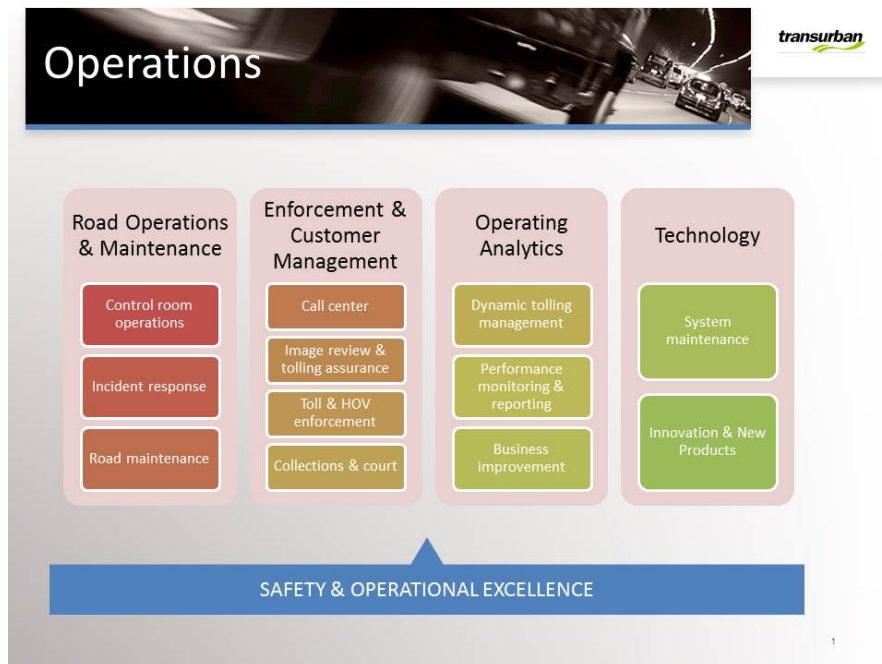 Operations
transurban
Road Operations
& Maintenance
Control room
operations
Incident response
Road maintenance
Enforcement &
Customer
Management
Call center
Image review &
tolling assurance
Toll & HOV
enforcement
Collections & court
Operating
Analytics
Dynamic tolling
management
Performance
monitoring &
reporting
Business
improvement
Technology
System
maintenance
Innovation & New
Products
SAFETY & OPERATIONAL EXCELLENCE
1